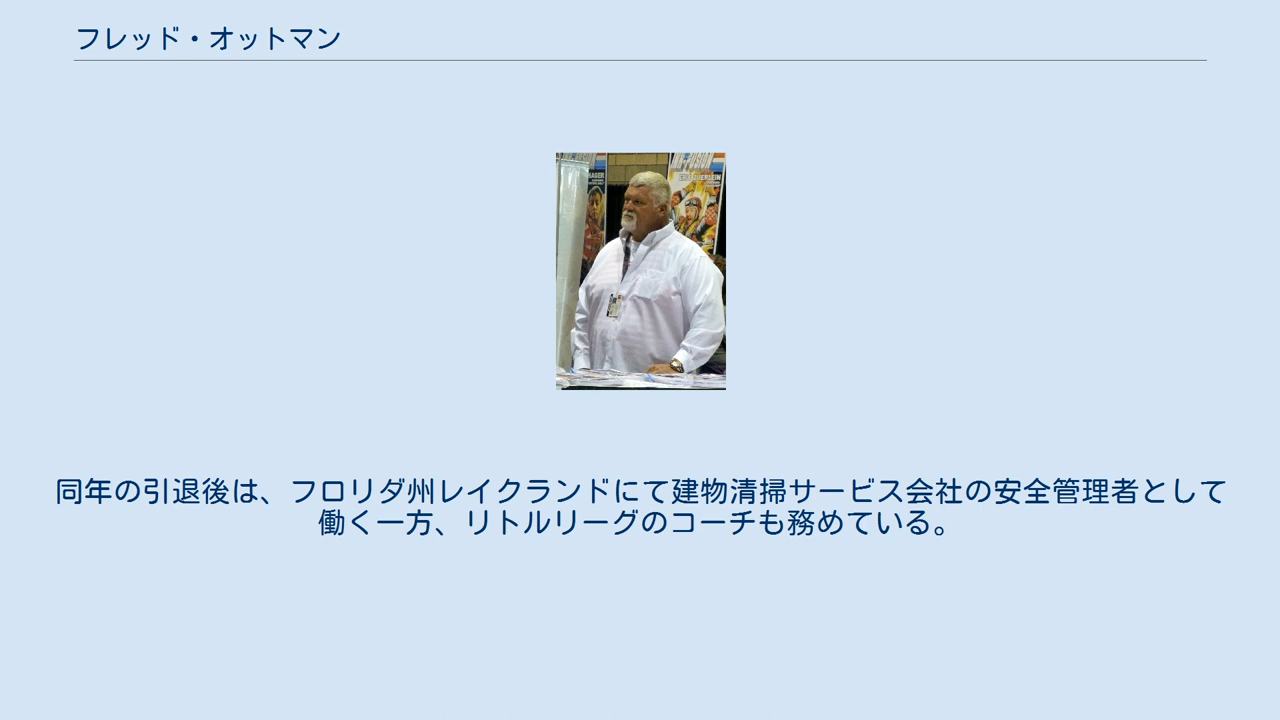 フレッド・オットマン
同年の引退後は、フロリダ州レイクランドにて建物清掃サービス会社の安全管理者として
働く一方、リトルリーグのコーチも務めている。